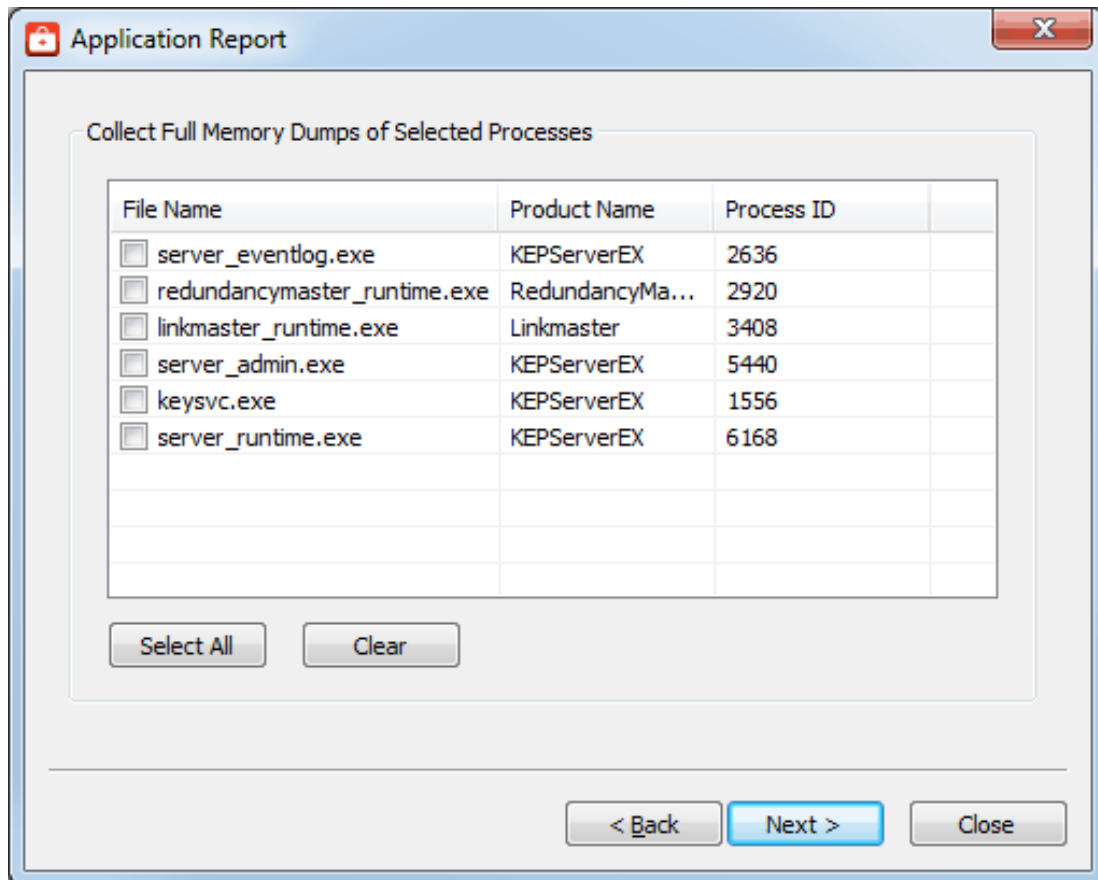 Application Report
X
Collect Full Memory Dumps of Selected Processes
File Name Product Name Process ID
server_eventlog.exe KEPServerEX 2636
redundancymaster_runtime.exe RedundancyMa... 2920
linkmaster_runtime.exe Linkmaster 3408
server_admin.exe KEPServerEX 5440
keysvc.exe KEPServerEX 1556
server_runtime.exe KEPServerEX 6168
Select All Clear
< Back Next > Close